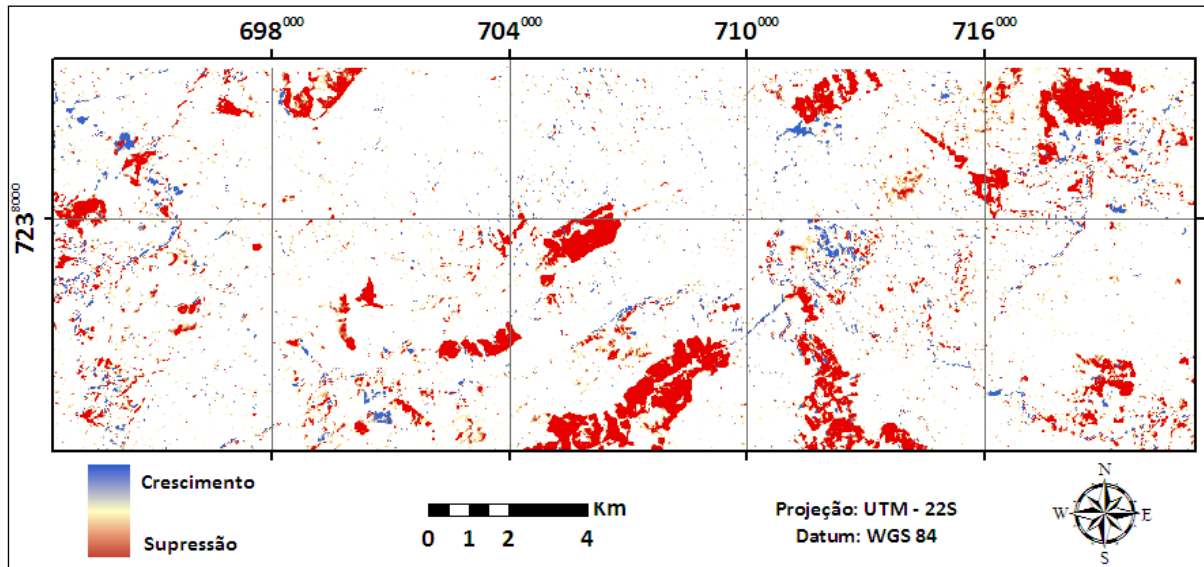 698000 704000 710000 716000
7238000
Crescimento
Supressão
Km
0 1 2 4
Projeção: UTM - 22S
Datum: WGS 84
N
W E
S